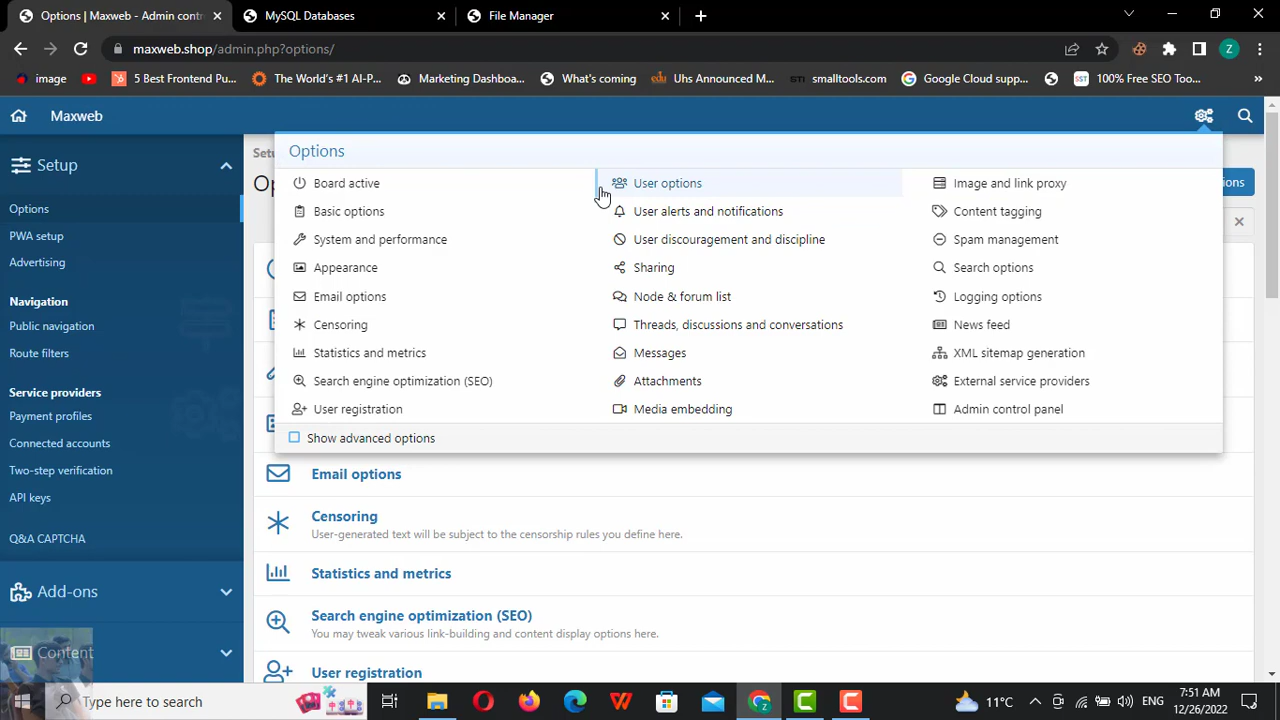 Options | Maxweb - Admin contr
MySQL Databases
File Manager
maxweb.shop/admin.php?options/
Z
image
5 Best Frontend Pu...
The World's #1 AI-P...
Marketing Dashboa...
What's coming
Uhs Announced M...
smalltools.com
Google Cloud supp...
100% Free SEO Too...
Maxweb
Setup
Options
PWA setup
Advertising
Navigation
Public navigation
Route filters
Service providers
Payment profiles
Connected accounts
Two-step verification
API keys
Q&A CAPTCHA
Add-ons
Content
Options
Board active
Basic options
System and performance
Appearance
Email options
Censoring
Statistics and metrics
Search engine optimization (SEO)
User registration
User options
User alerts and notifications
User discouragement and discipline
Sharing
Node & forum list
Threads, discussions and conversations
Messages
Attachments
Media embedding
Image and link proxy
Content tagging
Spam management
Search options
Logging options
News feed
XML sitemap generation
External service providers
Admin control panel
Show advanced options
Email options
Censoring
User-generated text will be subject to the censorship rules you define here.
Statistics and metrics
Search engine optimization (SEO)
You may tweak various link-building and content display options here.
User registration
Type here to search
11°C
ENG
7:51 AM
12/26/2022